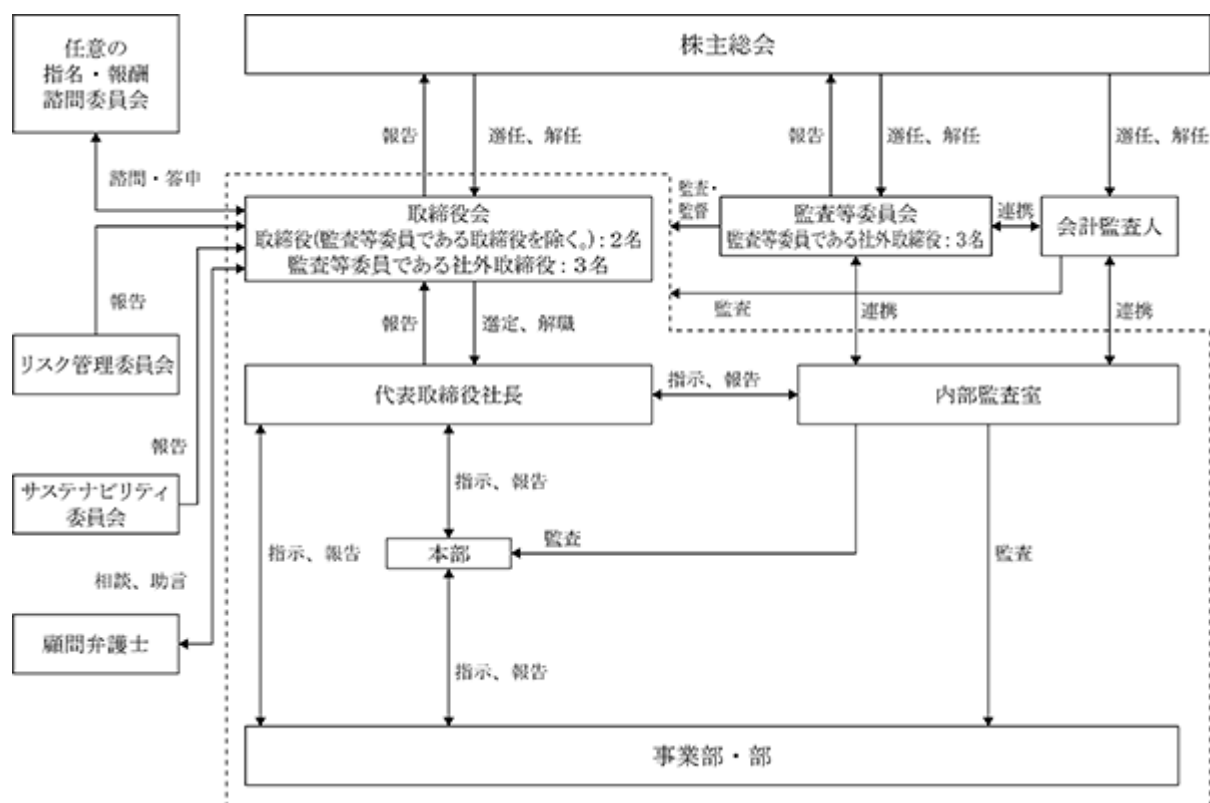 任意の
指名・報酬
諮問委員会
株主総会
報告
選任、解任
報告
選任、解任
選任、解任
諮問・答申
取締役会
取締役(監査等委員である取締役を除く。)：2名
監査等委員である社外取締役：3名
監査・
監督
監査等委員会
監査等委員である社外取締役：3名
連携
会計監査人
報告
報告
選定、解職
監査
連携
連携
リスク管理委員会
代表取締役社長
指示、報告
内部監査室
報告
サステナビリティ
委員会
指示、報告
指示、報告
本部
監査
監査
相談、助言
顧問弁護士
指示、報告
事業部・部